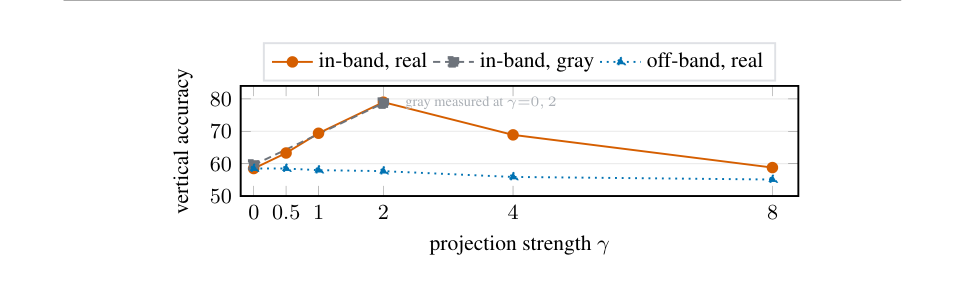 in-band, real in-band, gray off-band, real
gray measured at γ=0, 2
vertical accuracy
80
70
60
50
0 0.5 1 2 4 8
projection strength γ